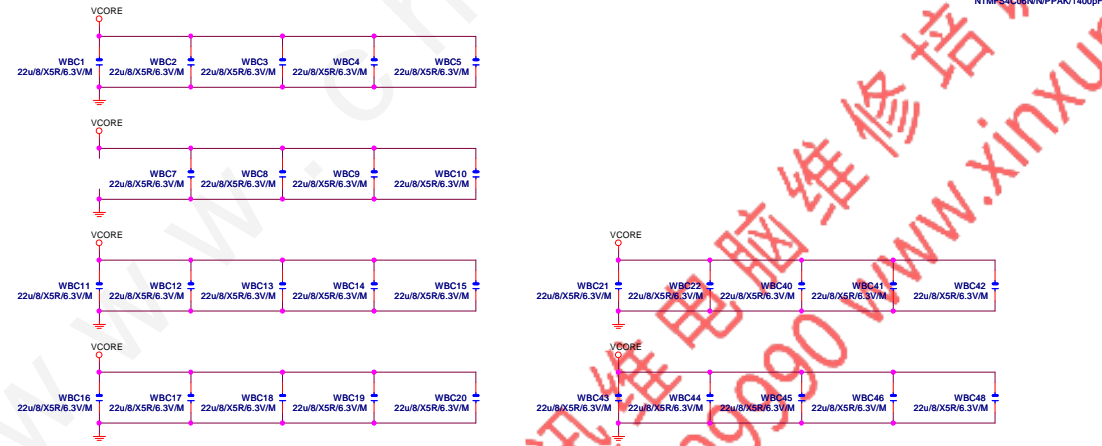 NTMFS4C06N/N/PPAK/1400pF
VCORE
WBC1 WBC2 WBC3 WBC4 WBC5
22u/8/X5R/6.3V/M 22u/8/X5R/6.3V/M 22u/8/X5R/6.3V/M 22u/8/X5R/6.3V/M 22u/8/X5R/6.3V/M
VCORE
WBC7 WBC8 WBC9 WBC10
22u/8/X5R/6.3V/M 22u/8/X5R/6.3V/M 22u/8/X5R/6.3V/M 22u/8/X5R/6.3V/M
VCORE
WBC11 WBC12 WBC13 WBC14 WBC15
22u/8/X5R/6.3V/M 22u/8/X5R/6.3V/M 22u/8/X5R/6.3V/M 22u/8/X5R/6.3V/M 22u/8/X5R/6.3V/M
VCORE
WBC16 WBC17 WBC18 WBC19 WBC20
22u/8/X5R/6.3V/M 22u/8/X5R/6.3V/M 22u/8/X5R/6.3V/M 22u/8/X5R/6.3V/M 22u/8/X5R/6.3V/M
VCORE
WBC21 WBC22 WBC40 WBC41 WBC42
22u/8/X5R/6.3V/M 22u/8/X5R/6.3V/M 22u/8/X5R/6.3V/M 22u/8/X5R/6.3V/M 22u/8/X5R/6.3V/M
VCORE
WBC43 WBC44 WBC45 WBC46 WBC48
22u/8/X5R/6.3V/M 22u/8/X5R/6.3V/M 22u/8/X5R/6.3V/M 22u/8/X5R/6.3V/M 22u/8/X5R/6.3V/M
讯维电脑维修培
9990 www.xinxu
www.c